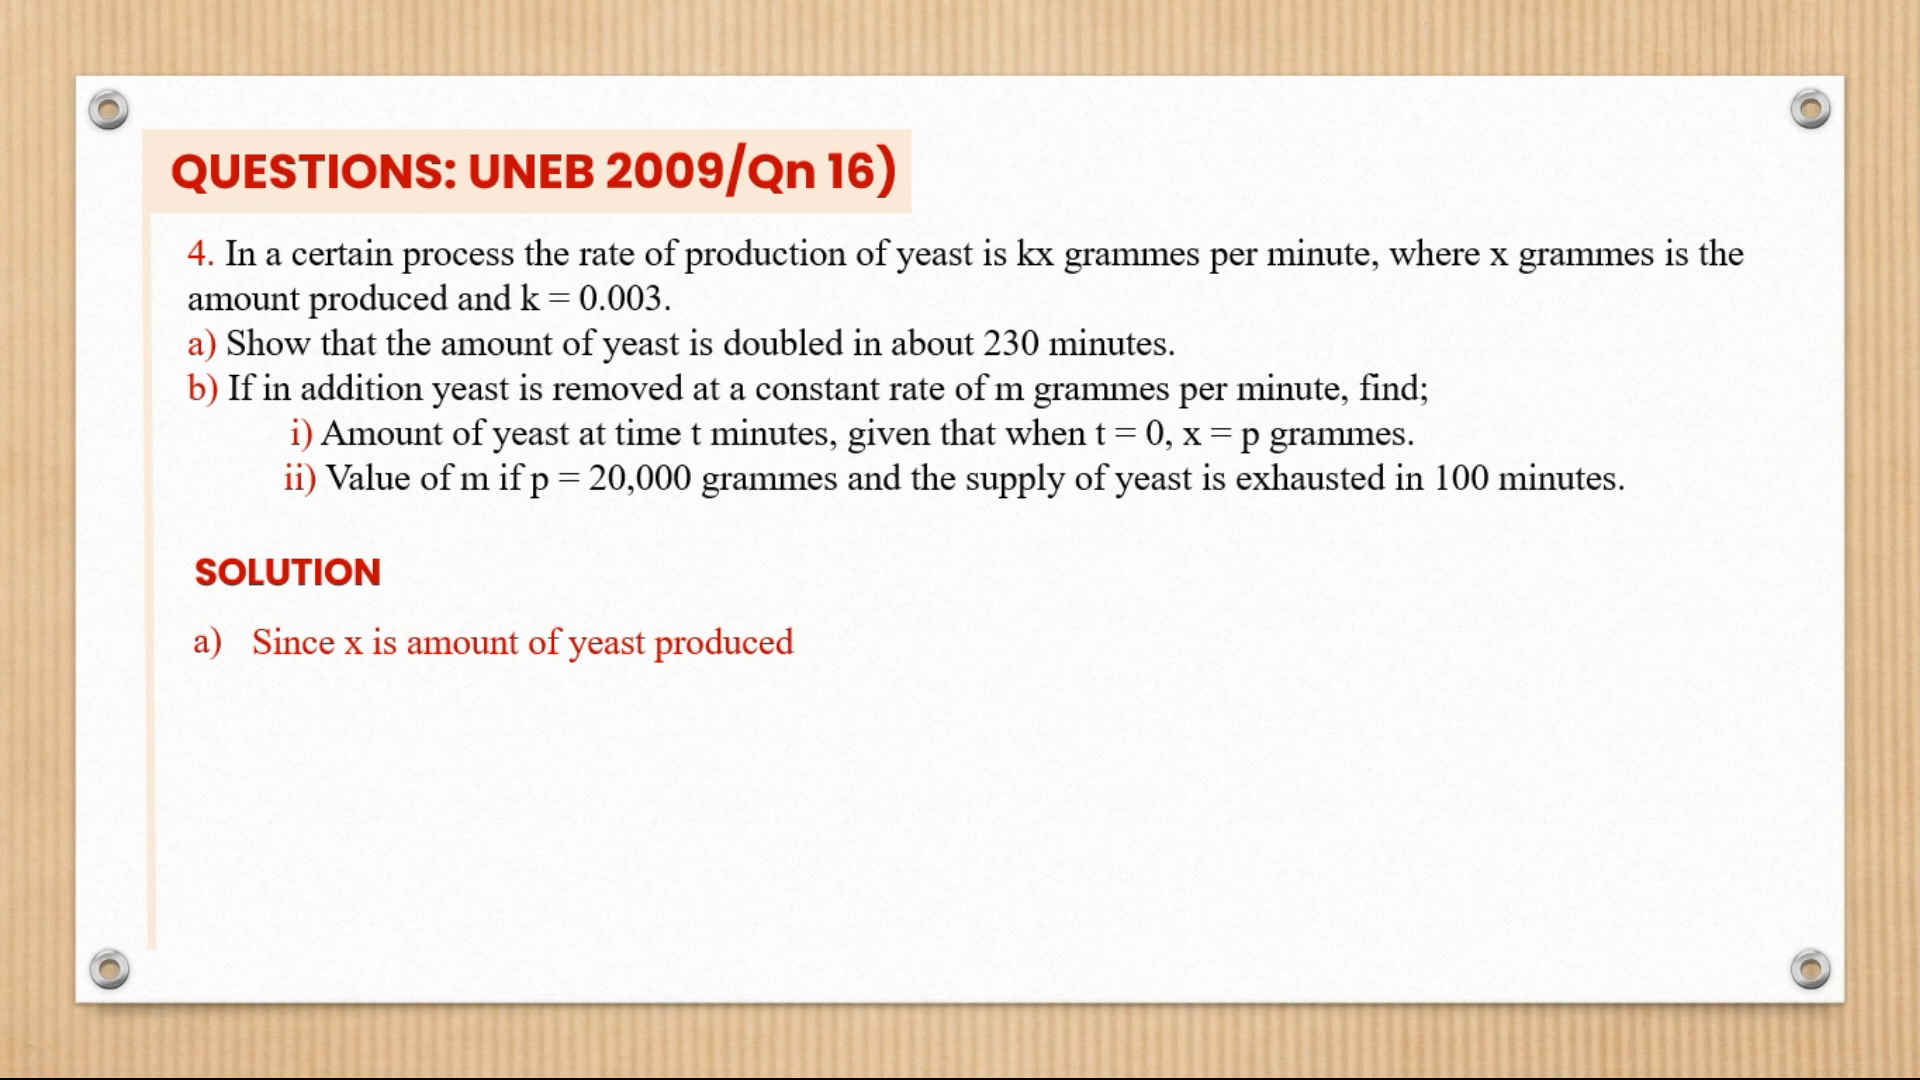 QUESTIONS: UNEB 2009/Qn 16)
4. In a certain process the rate of production of yeast is kx grammes per minute, where x grammes is the
amount produced and k = 0.003.
a) Show that the amount of yeast is doubled in about 230 minutes.
b) If in addition yeast is removed at a constant rate of m grammes per minute, find;
i) Amount of yeast at time t minutes, given that when t = 0, x = p grammes.
ii) Value of m if p = 20,000 grammes and the supply of yeast is exhausted in 100 minutes.
SOLUTION
a) Since x is amount of yeast produced